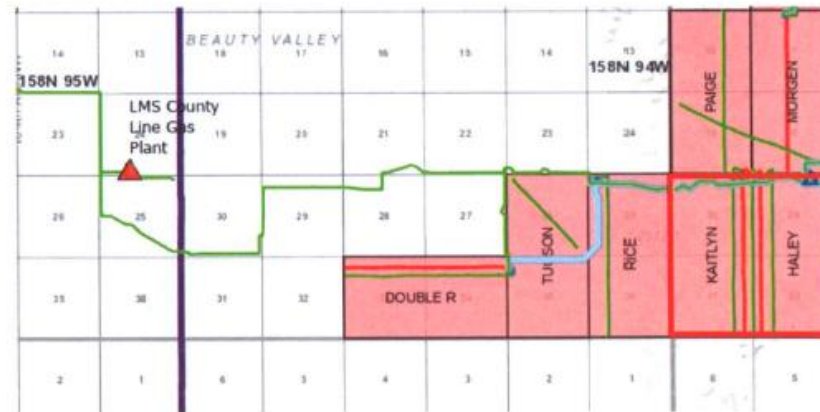 BEAUTY VALLEY
14 13 18 17 16 15 14 13
158N 95W
158N 94W
LMS County
Line Gas
Plant
23 20 21 22 23 24
19
PAIGE
MORGEN
26 25 30 29 28 27
TUCSON
RICE
KAITLYN
HALEY
35 36 31 32
DOUBLE R
2 1 6 5 4 3 2 1 6 5